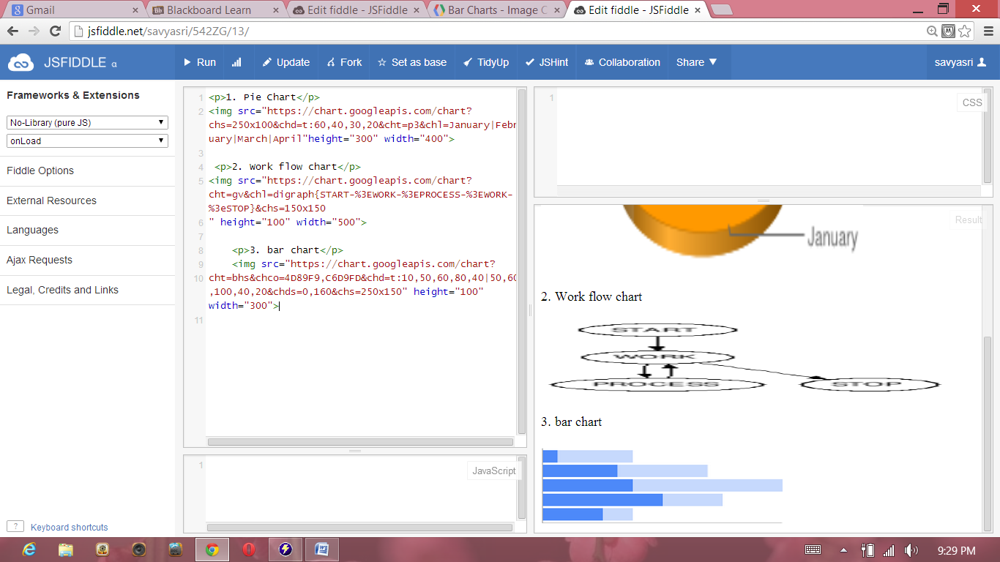 Gmail
Blackboard Learn
Edit fiddle - JSFiddle
Bar Charts - Image C
Edit fiddle - JSFiddle
jsfiddle.net/savyasri/542ZG/13/
JSFIDDLE α
Run
Update
Fork
Set as base
TidyUp
JSHint
Collaboration
Share
savyasri
Frameworks & Extensions
No-Library (pure JS)
onLoad
Fiddle Options
External Resources
Languages
Ajax Requests
Legal, Credits and Links
? Keyboard shortcuts
1 <p>1. Pie Chart</p>
2 <img src="https://chart.googleapis.com/chart?
chs=250x100&chd=t:60,40,30,20&cht=p3&chl=January|Febr
uary|March|April"height="300" width="400">
3
4 <p>2. Work flow chart</p>
5 <img src="https://chart.googleapis.com/chart?
cht=gv&chl=digraph{START-%3EWORK-%3EPROCESS-%3EWORK-
%3eSTOP}&chs=150x150
6 " height="100" width="500">
7
8 <p>3. bar chart</p>
9 <img src="https://chart.googleapis.com/chart?
10 cht=bhs&chco=4D89F9,C6D9FD&chd=t:10,50,60,80,40|50,60
,100,40,20&chds=0,160&chs=250x150" height="100"
width="300">
11
1
JavaScript
1
CSS
Result
January
2. Work flow chart
START
WORK
PROCESS
STOP
3. bar chart
9:29 PM